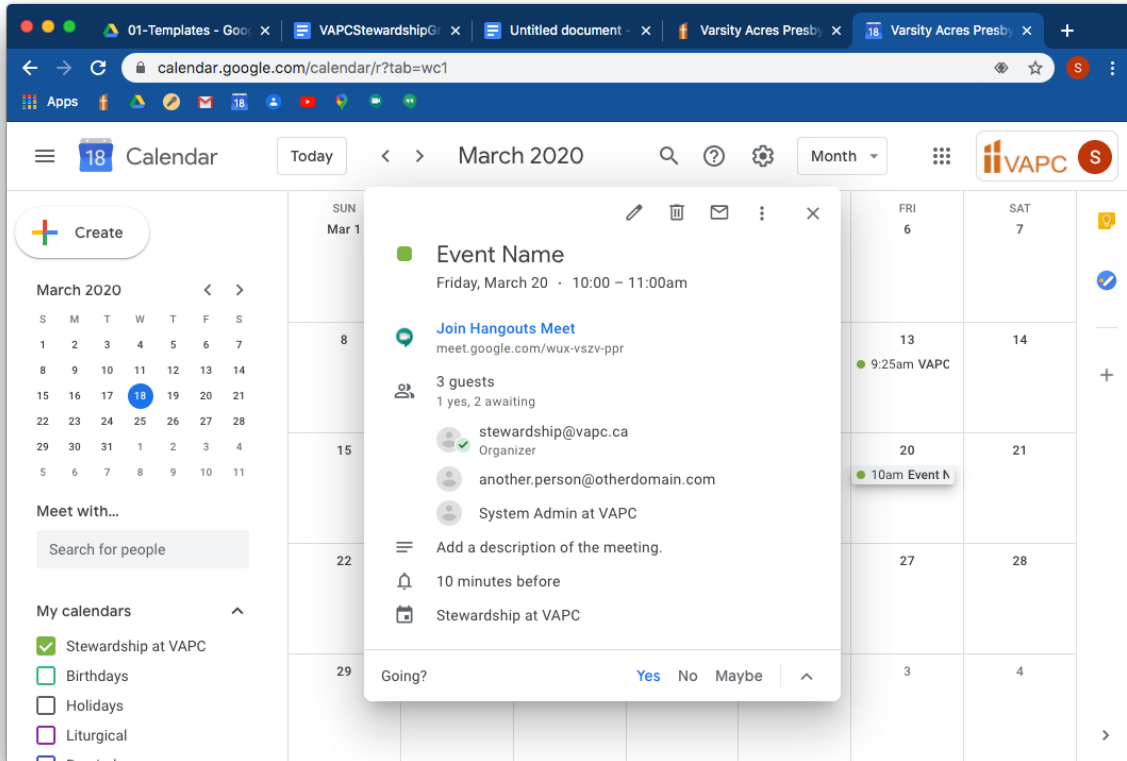 01-Templates - Goo
VAPCStewardshipGr
Untitled document -
Varsity Acres Presby
18 Varsity Acres Presby
calendar.google.com/calendar/r?tab=wc1
S
Apps
18
18 Calendar
Today
March 2020
Month
VAPC
S
Create
March 2020
S M T W T F S
1 2 3 4 5 6 7
8 9 10 11 12 13 14
15 16 17 18 19 20 21
22 23 24 25 26 27 28
29 30 31 1 2 3 4
5 6 7 8 9 10 11
Meet with...
Search for people
My calendars
Stewardship at VAPC
Birthdays
Holidays
Liturgical
SUN
Mar 1
8
15
22
29
Event Name
Friday, March 20 · 10:00 – 11:00am
Join Hangouts Meet
meet.google.com/wux-vszv-ppr
3 guests
1 yes, 2 awaiting
stewardship@vapc.ca
Organizer
another.person@otherdomain.com
System Admin at VAPC
Add a description of the meeting.
10 minutes before
Stewardship at VAPC
Going?
Yes No Maybe
FRI
6
SAT
7
13
9:25am VAPC
14
20
10am Event N
21
27
28
3
4